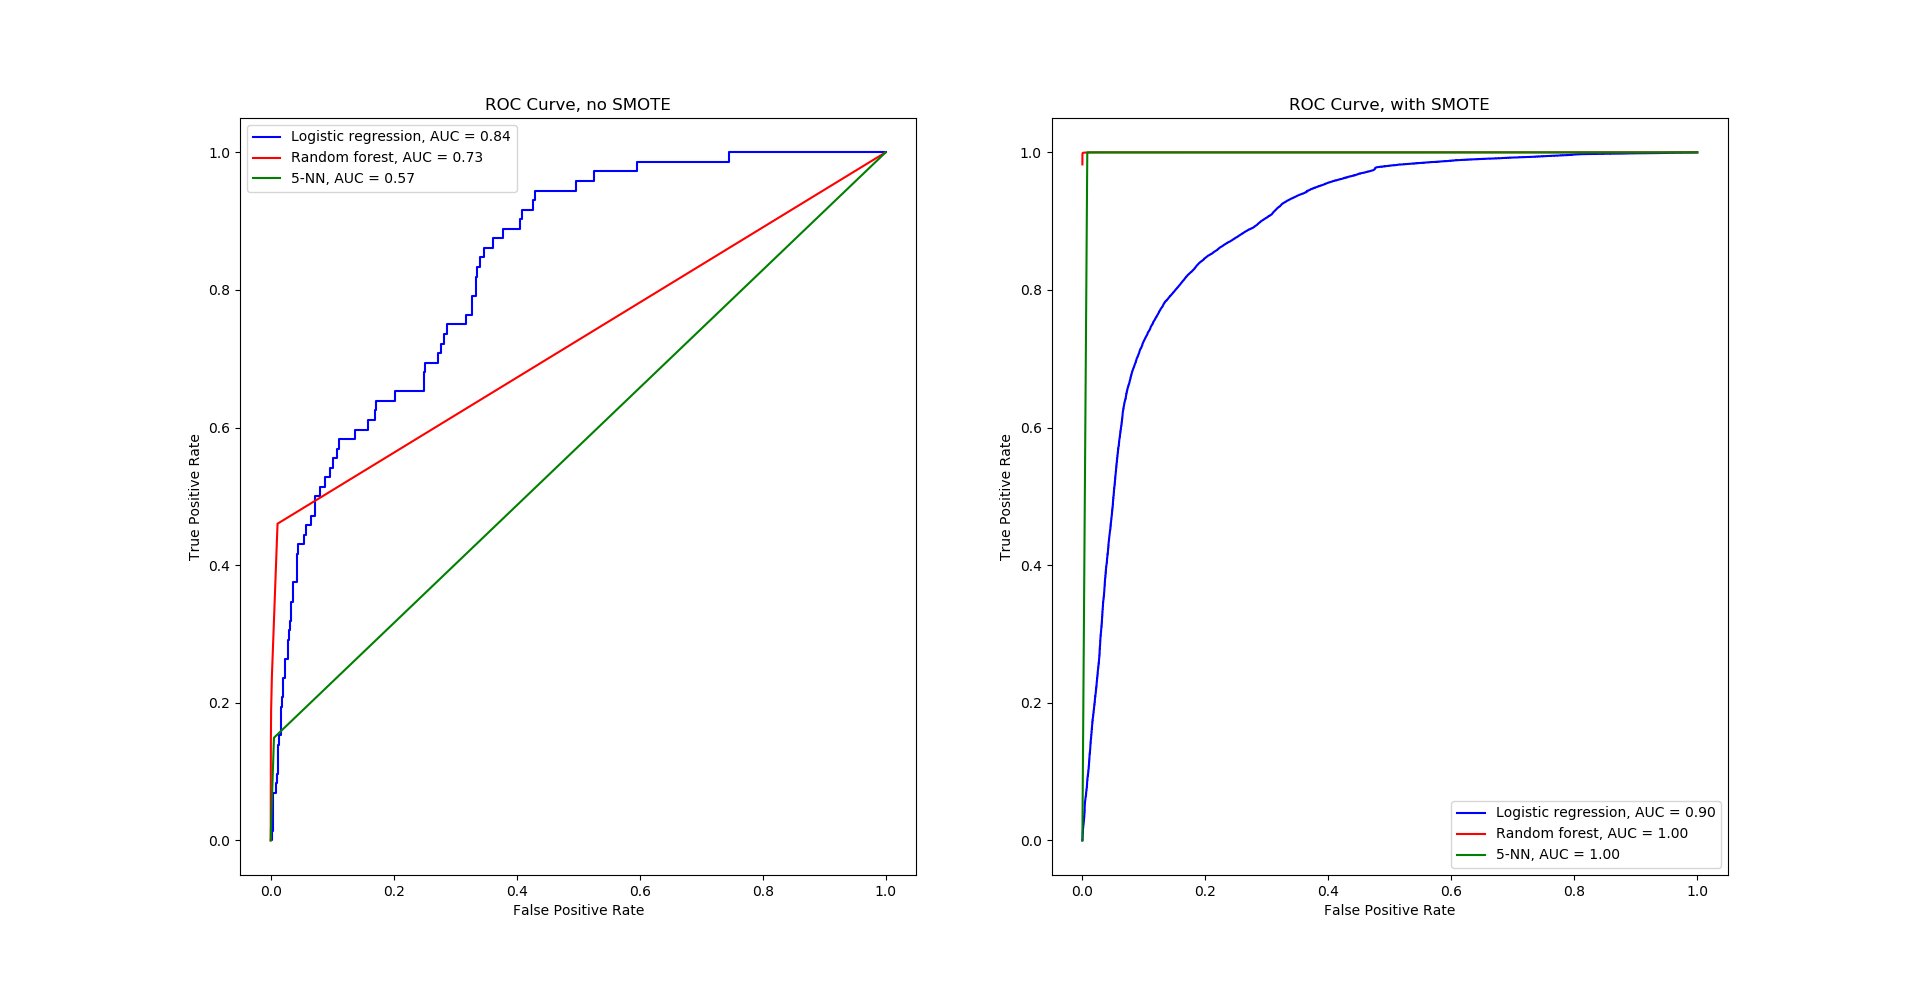 ROC Curve, no SMOTE
Logistic regression, AUC = 0.84
Random forest, AUC = 0.73
5-NN, AUC = 0.57
1.0
0.8
0.6
0.4
0.2
0.0
True Positive Rate
0.0 0.2 0.4 0.6 0.8 1.0
False Positive Rate
ROC Curve, with SMOTE
1.0
0.8
0.6
0.4
0.2
0.0
True Positive Rate
Logistic regression, AUC = 0.90
Random forest, AUC = 1.00
5-NN, AUC = 1.00
0.0 0.2 0.4 0.6 0.8 1.0
False Positive Rate